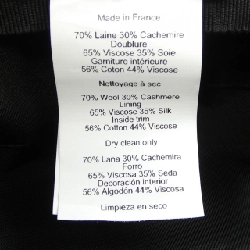 Made in France
70% Laine 30% Cachemire
Doublure
65% Viscose 35% Soie
Garniture intérieure
56% Coton 44% Viscose
Nettoyage à sec
70% Wool 30% Cashmere
Lining
65% Viscose 35% Silk
Inside trim
56% Cotton 44% Viscose
Dry clean only
70% Lana 30% Cachemira
Forro
65% Viscosa 35% Seda
Decoración interior
56% Algodón 44% Viscosa
Limpieza en seco